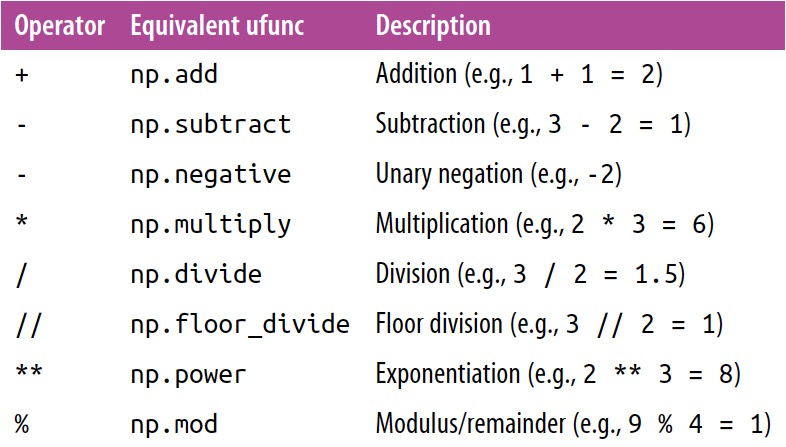 Operator Equivalent ufunc Description
+ np.add Addition (e.g., 1 + 1 = 2)
- np.subtract Subtraction (e.g., 3 - 2 = 1)
- np.negative Unary negation (e.g., -2)
* np.multiply Multiplication (e.g., 2 * 3 = 6)
/ np.divide Division (e.g., 3 / 2 = 1.5)
// np.floor_divide Floor division (e.g., 3 // 2 = 1)
** np.power Exponentiation (e.g., 2 ** 3 = 8)
% np.mod Modulus/remainder (e.g., 9 % 4 = 1)